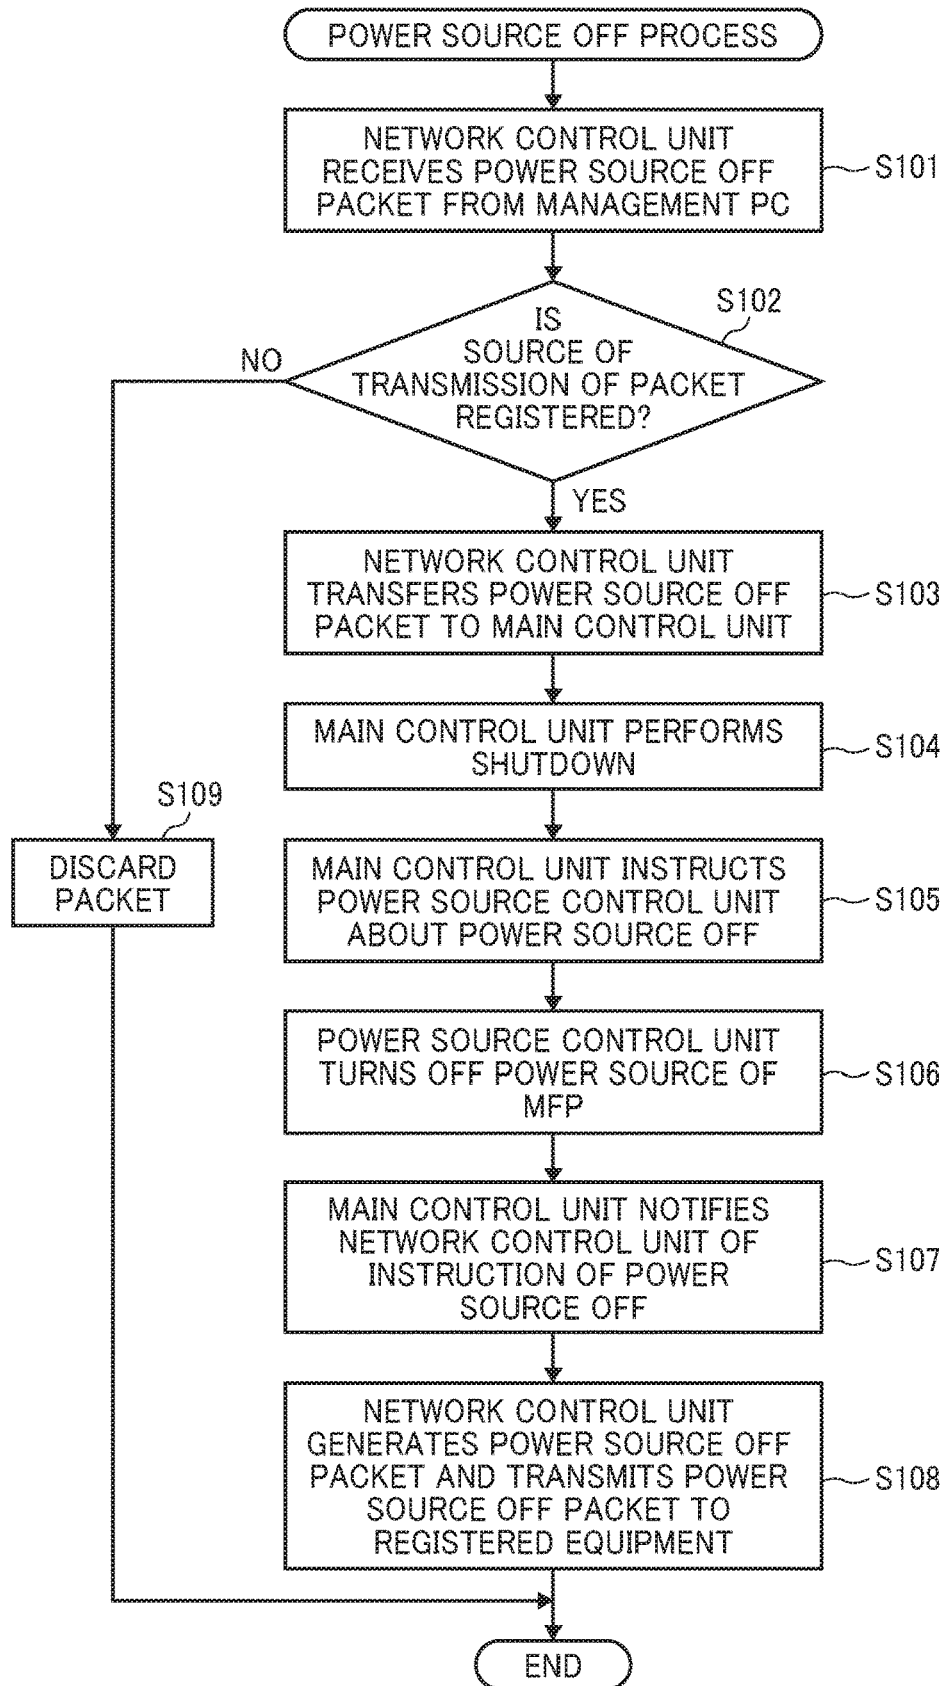 POWER SOURCE OFF PROCESS
NETWORK CONTROL UNIT
RECEIVES POWER SOURCE OFF
PACKET FROM MANAGEMENT PC
S101
IS
SOURCE OF
TRANSMISSION OF PACKET
REGISTERED?
S102
NO
YES
NETWORK CONTROL UNIT
TRANSFERS POWER SOURCE OFF
PACKET TO MAIN CONTROL UNIT
S103
MAIN CONTROL UNIT PERFORMS
SHUTDOWN
S104
S109
DISCARD
PACKET
MAIN CONTROL UNIT INSTRUCTS
POWER SOURCE CONTROL UNIT
ABOUT POWER SOURCE OFF
S105
POWER SOURCE CONTROL UNIT
TURNS OFF POWER SOURCE OF
MFP
S106
MAIN CONTROL UNIT NOTIFIES
NETWORK CONTROL UNIT OF
INSTRUCTION OF POWER
SOURCE OFF
S107
NETWORK CONTROL UNIT
GENERATES POWER SOURCE OFF
PACKET AND TRANSMITS POWER
SOURCE OFF PACKET TO
REGISTERED EQUIPMENT
S108
END